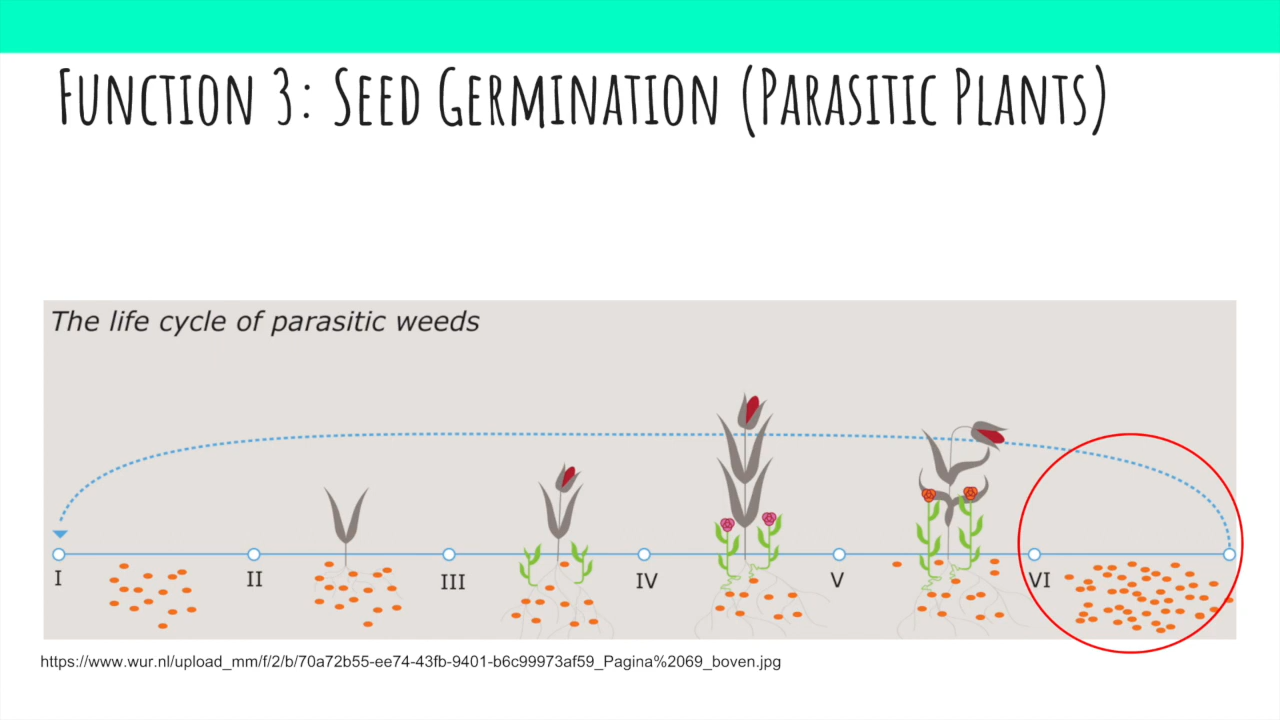 Function 3: Seed Germination (Parasitic Plants)
The life cycle of parasitic weeds
I II III IV V VI
https://www.wur.nl/upload_mm/f/2/b/70a72b55-ee74-43fb-9401-b6c99973af59_Pagina%2069_boven.jpg